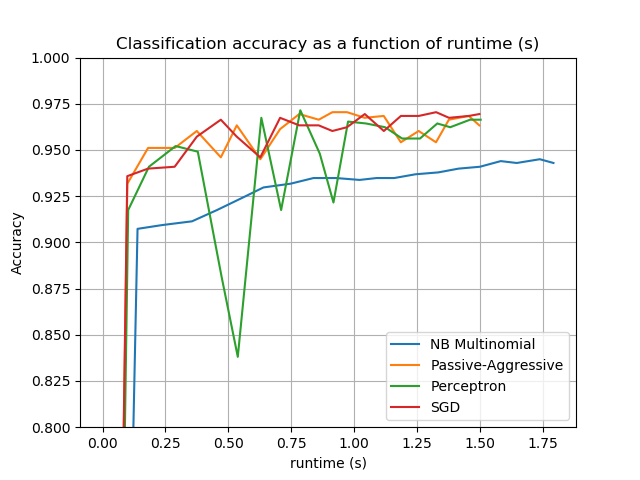 Classification accuracy as a function of runtime (s)
1.000
0.975
0.950
0.925
0.900
0.875
0.850
0.825
0.800
Accuracy
NB Multinomial
Passive-Aggressive
Perceptron
SGD
0.00 0.25 0.50 0.75 1.00 1.25 1.50 1.75
runtime (s)